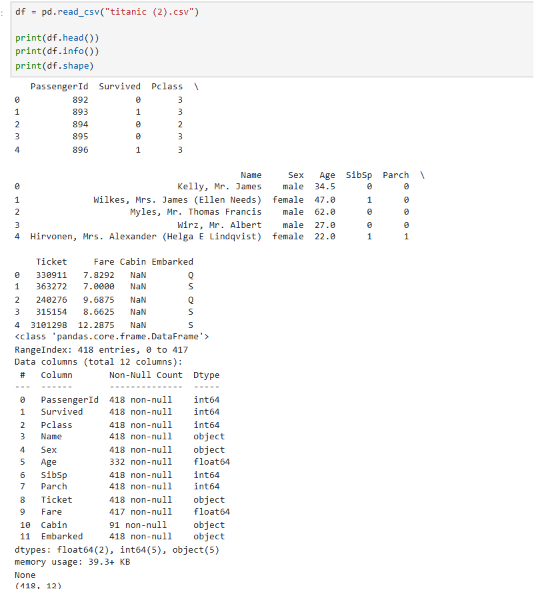 :
df = pd.read_csv("titanic (2).csv")
print(df.head())
print(df.info())
print(df.shape)
   PassengerId  Survived  Pclass  \
0          892         0       3
1          893         1       3
2          894         0       2
3          895         0       3
4          896         1       3
                                           Name     Sex   Age  SibSp  Parch  \
0                              Kelly, Mr. James    male  34.5      0      0
1              Wilkes, Mrs. James (Ellen Needs)  female  47.0      1      0
2                     Myles, Mr. Thomas Francis    male  62.0      0      0
3                              Wirz, Mr. Albert    male  27.0      0      0
4  Hirvonen, Mrs. Alexander (Helga E Lindqvist)  female  22.0      1      1
    Ticket     Fare Cabin Embarked
0   330911   7.8292   NaN        Q
1   363272   7.0000   NaN        S
2   240276   9.6875   NaN        Q
3   315154   8.6625   NaN        S
4  3101298  12.2875   NaN        S
<class 'pandas.core.frame.DataFrame'>
RangeIndex: 418 entries, 0 to 417
Data columns (total 12 columns):
 #   Column       Non-Null Count  Dtype
---  ------       --------------  -----
 0   PassengerId  418 non-null    int64
 1   Survived     418 non-null    int64
 2   Pclass       418 non-null    int64
 3   Name         418 non-null    object
 4   Sex          418 non-null    object
 5   Age          332 non-null    float64
 6   SibSp        418 non-null    int64
 7   Parch        418 non-null    int64
 8   Ticket       418 non-null    object
 9   Fare         417 non-null    float64
 10  Cabin        91 non-null     object
 11  Embarked     418 non-null    object
dtypes: float64(2), int64(5), object(5)
memory usage: 39.3+ KB
None
(418, 12)